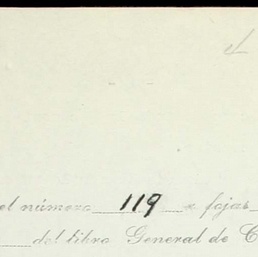 el número 119 a fojas
del libro General de C